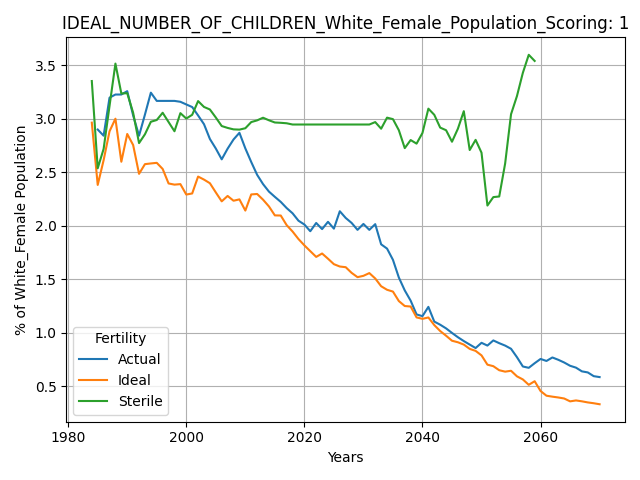 IDEAL_NUMBER_OF_CHILDREN_White_Female_Population_Scoring: 1
% of White_Female Population
3.5
3.0
2.5
2.0
1.5
1.0
0.5
Fertility
Actual
Ideal
Sterile
1980
2000
2020
2040
2060
Years